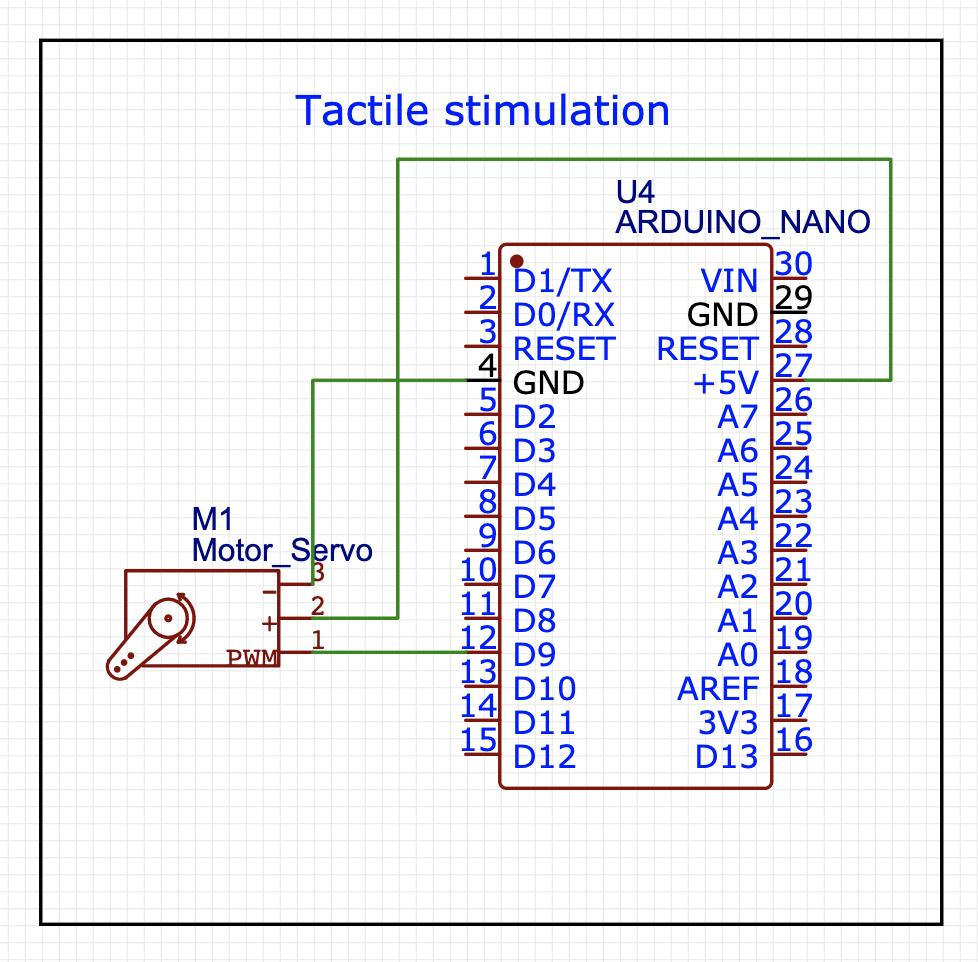 Tactile stimulation
U4
ARDUINO_NANO
1 D1/TX VIN 30
2 D0/RX GND 29
3 RESET RESET 28
4 GND +5V 27
5 D2 A7 26
6 D3 A6 25
7 D4 A5 24
8 D5 A4 23
9 D6 A3 22
10 D7 A2 21
11 D8 A1 20
12 D9 A0 19
13 D10 AREF 18
14 D11 3V3 17
15 D12 D13 16
M1
Motor_Servo
− 3
+ 2
PWM 1